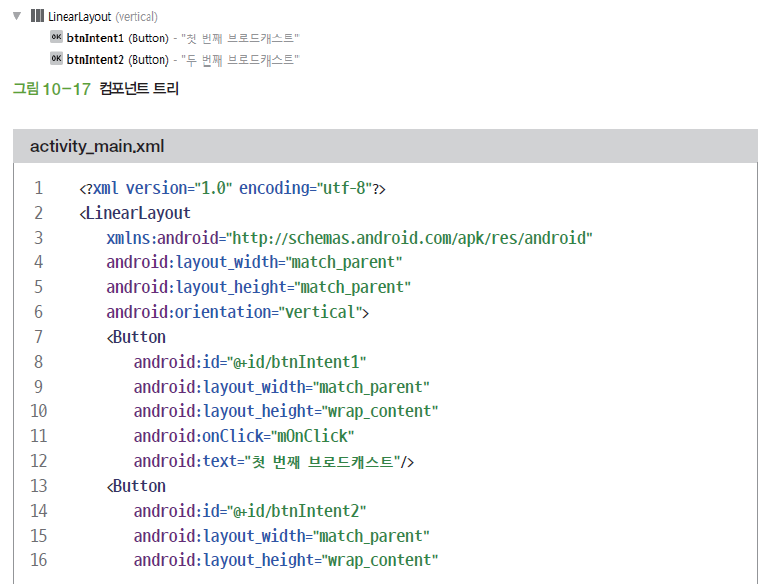 LinearLayout (vertical)
OK btnIntent1 (Button) - "첫 번째 브로드캐스트"
OK btnIntent2 (Button) - "두 번째 브로드캐스트"
그림 10-17 컴포넌트 트리
activity_main.xml
1 <?xml version="1.0" encoding="utf-8"?>
2 <LinearLayout
3 xmlns:android="http://schemas.android.com/apk/res/android"
4 android:layout_width="match_parent"
5 android:layout_height="match_parent"
6 android:orientation="vertical">
7 <Button
8 android:id="@+id/btnIntent1"
9 android:layout_width="match_parent"
10 android:layout_height="wrap_content"
11 android:onClick="mOnClick"
12 android:text="첫 번째 브로드캐스트"/>
13 <Button
14 android:id="@+id/btnIntent2"
15 android:layout_width="match_parent"
16 android:layout_height="wrap_content"